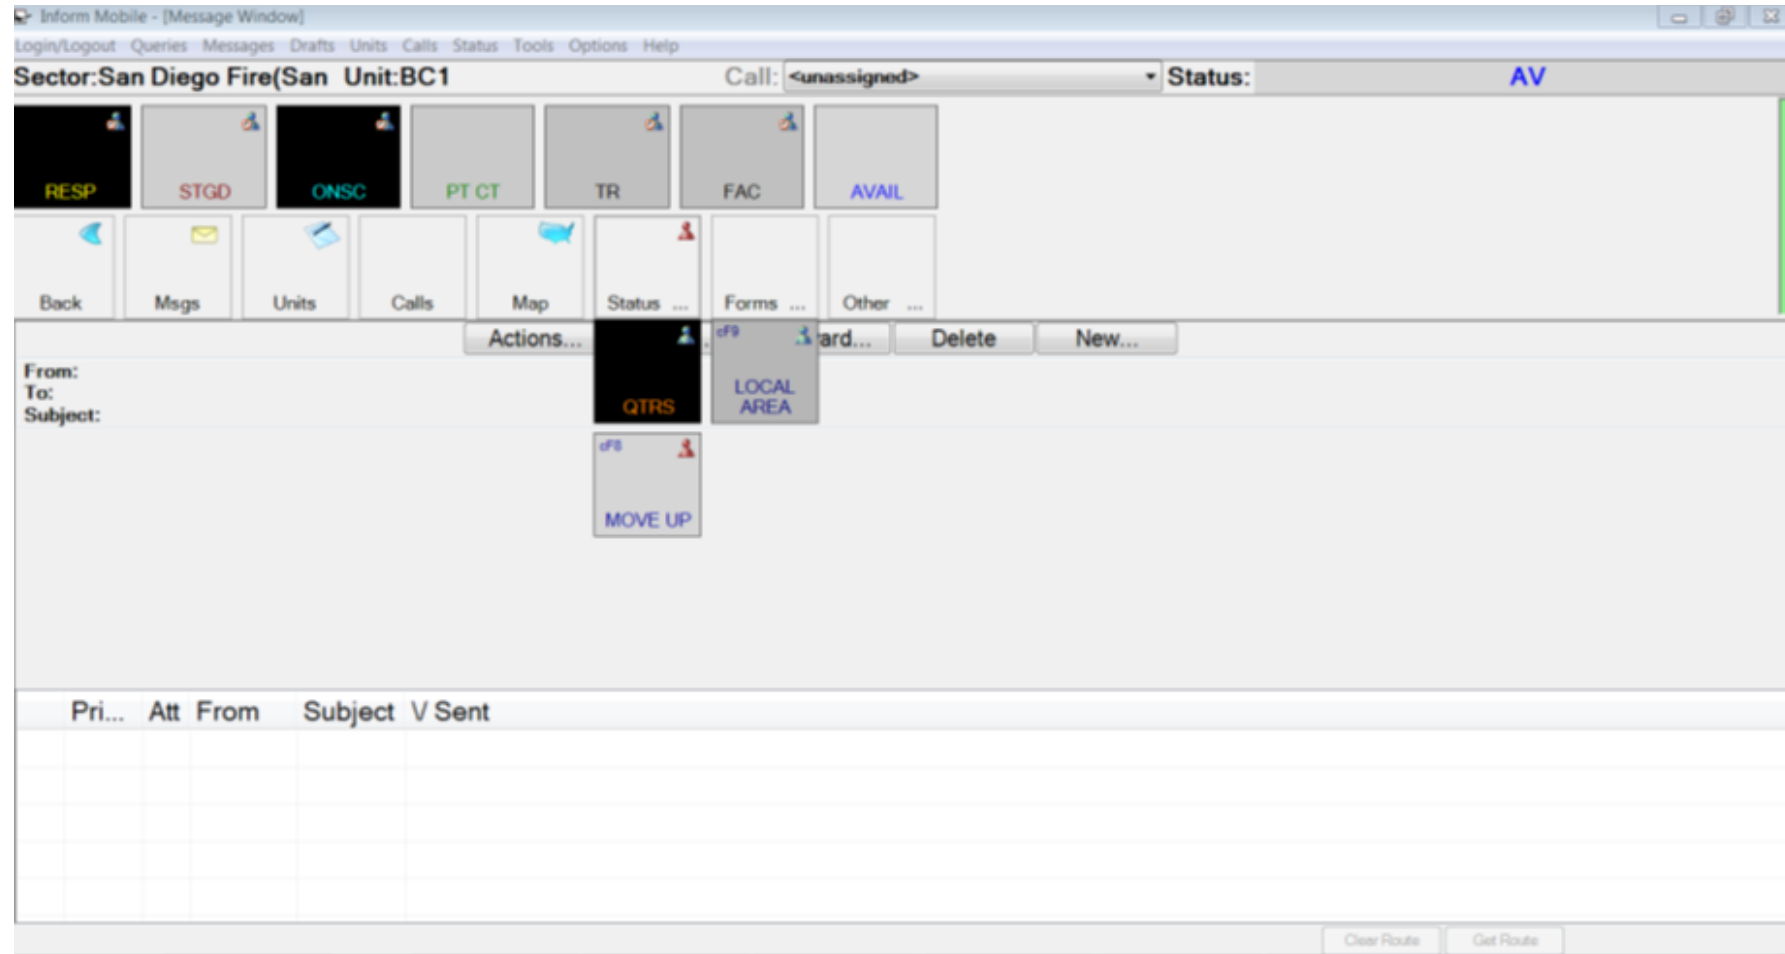 Inform Mobile - [Message Window]
Login/Logout Queries Messages Drafts Units Calls Status Tools Options Help
Sector:San Diego Fire(San Unit:BC1 Call: <unassigned> Status: AV
RESP STGD ONSC PT CT TR FAC AVAIL
Back Msgs Units Calls Map Status ... Forms ... Other ...
Actions... . ard... Delete New...
cF9
From:
To:
Subject:
QTRS LOCAL
AREA
cF8
MOVE UP
Pri... Att From Subject V Sent
Clear Route Get Route